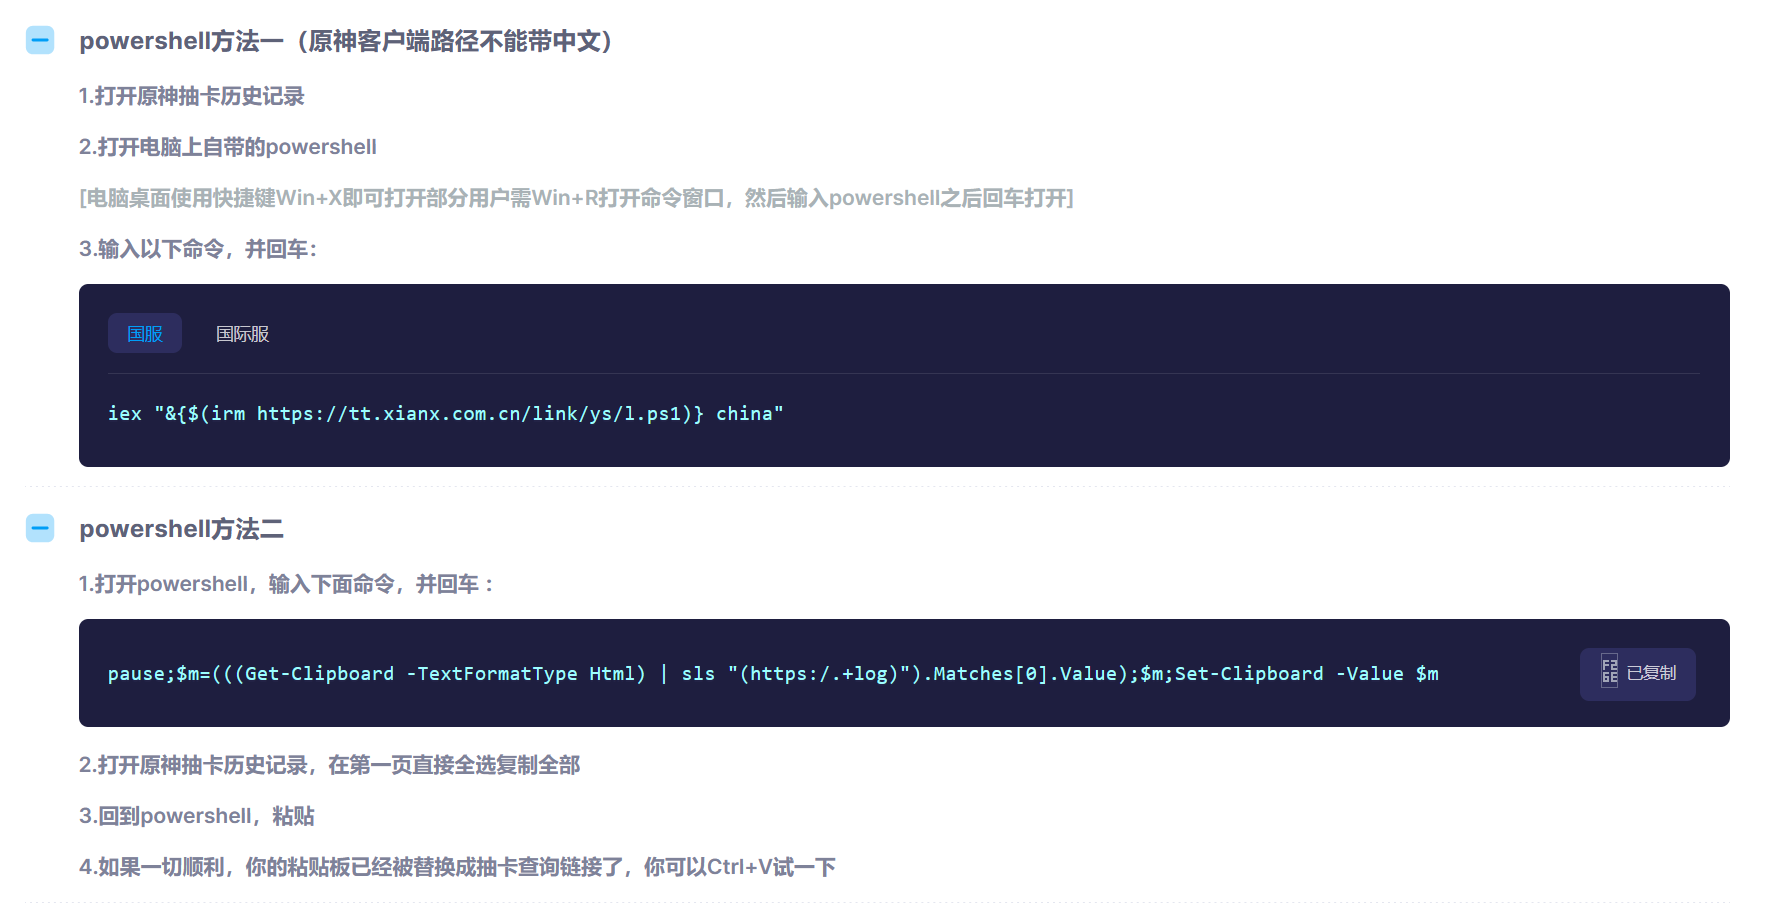 powershell方法一（原神客户端路径不能带中文）
1.打开原神抽卡历史记录
2.打开电脑上自带的powershell
[电脑桌面使用快捷键Win+X即可打开部分用户需Win+R打开命令窗口，然后输入powershell之后回车打开]
3.输入以下命令，并回车：
国服 国际服
iex "&{$(irm https://tt.xianx.com.cn/link/ys/l.ps1)} china"
powershell方法二
1.打开powershell，输入下面命令，并回车：
pause;$m=(((Get-Clipboard -TextFormatType Html) | sls "(https:/.+log)").Matches[0].Value);$m;Set-Clipboard -Value $m
F2GE 已复制
2.打开原神抽卡历史记录，在第一页直接全选复制全部
3.回到powershell，粘贴
4.如果一切顺利，你的粘贴板已经被替换成抽卡查询链接了，你可以Ctrl+V试一下